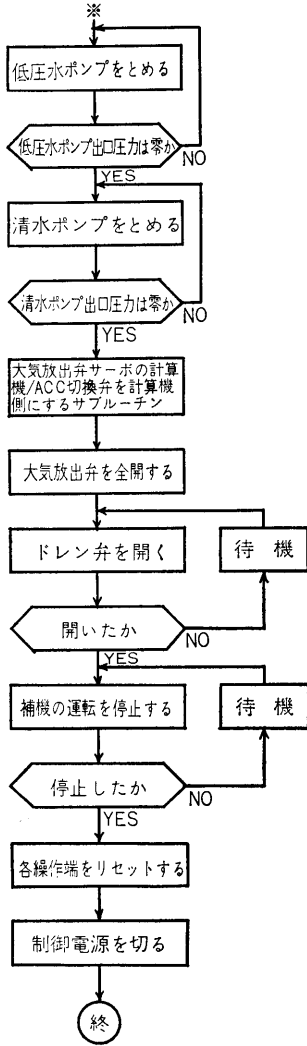 ※
低圧水ポンプをとめる
低圧水ポンプ出口圧力は零か
NO
YES
清水ポンプをとめる
清水ポンプ出口圧力は零か
NO
YES
大気放出弁サーボの計算
機/ACC切換弁を計算機
側にするサブルーチン
大気放出弁を全開する
ドレン弁を開く
待機
開いたか
NO
YES
補機の運転を停止する
待機
停止したか
NO
YES
各操作端をリセットする
制御電源を切る
終